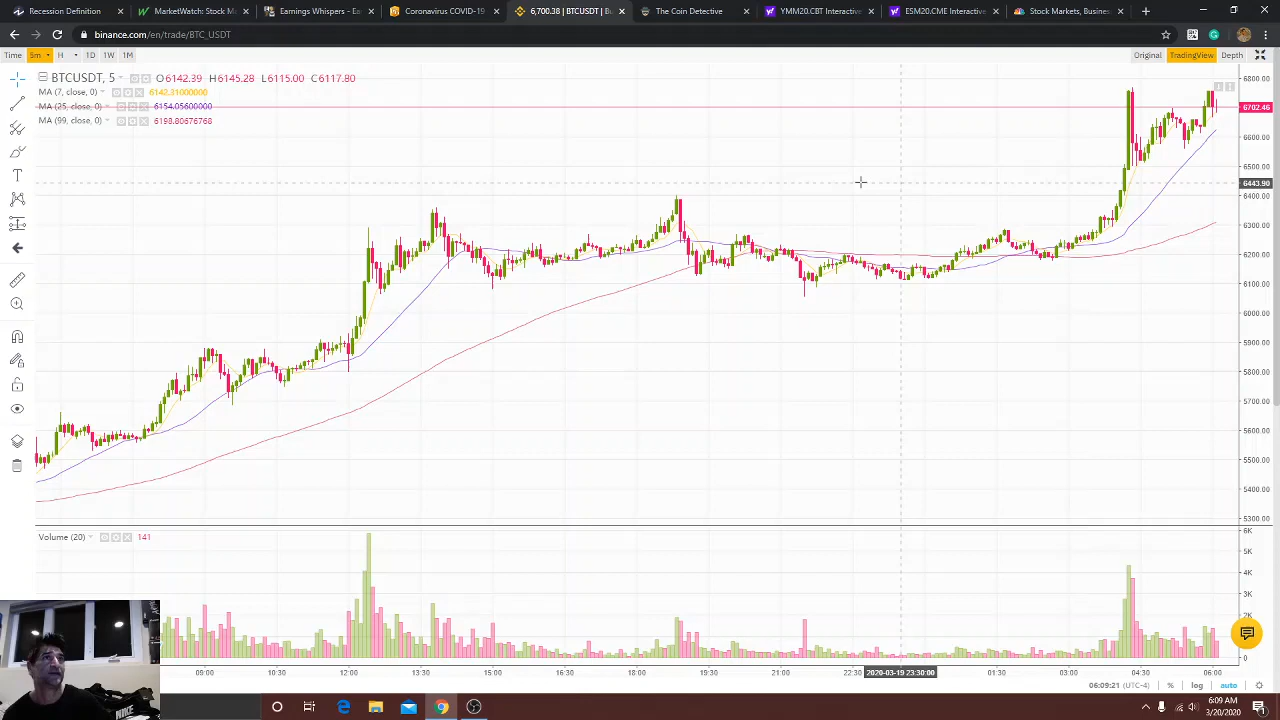 Recession Definition
MarketWatch: Stock M
Earnings Whispers - Ea
Coronavirus COVID-19
6,700.38 | BTCUSDT | Bi
The Coin Detective
YMM20.CBT Interactive
ESM20.CME Interactive
Stock Markets, Busines
binance.com/en/trade/BTC_USDT
Time 5m H 1D 1W 1M
Original TradingView Depth
BTCUSDT, 5 O6142.39 H6145.28 L6115.00 C6117.80
MA (7, close, 0) 6142.31000000
MA (25, close, 0) 6154.05600000
MA (99, close, 0) 6198.80676768
6800.00
6702.46
6600.00
6500.00
6443.90
6400.00
6300.00
6200.00
6100.00
6000.00
5900.00
5800.00
5700.00
5600.00
5500.00
5400.00
5300.00
Volume (20) 141
6K
5K
4K
3K
2K
0
09:00 10:30 12:00 13:30 15:00 16:30 18:00 19:30 21:00 22:30 2020-03-19 23:30:00 01:30 03:00 04:30 06:00
06:09:21 (UTC-4) % log auto
6:09 AM
3/20/2020